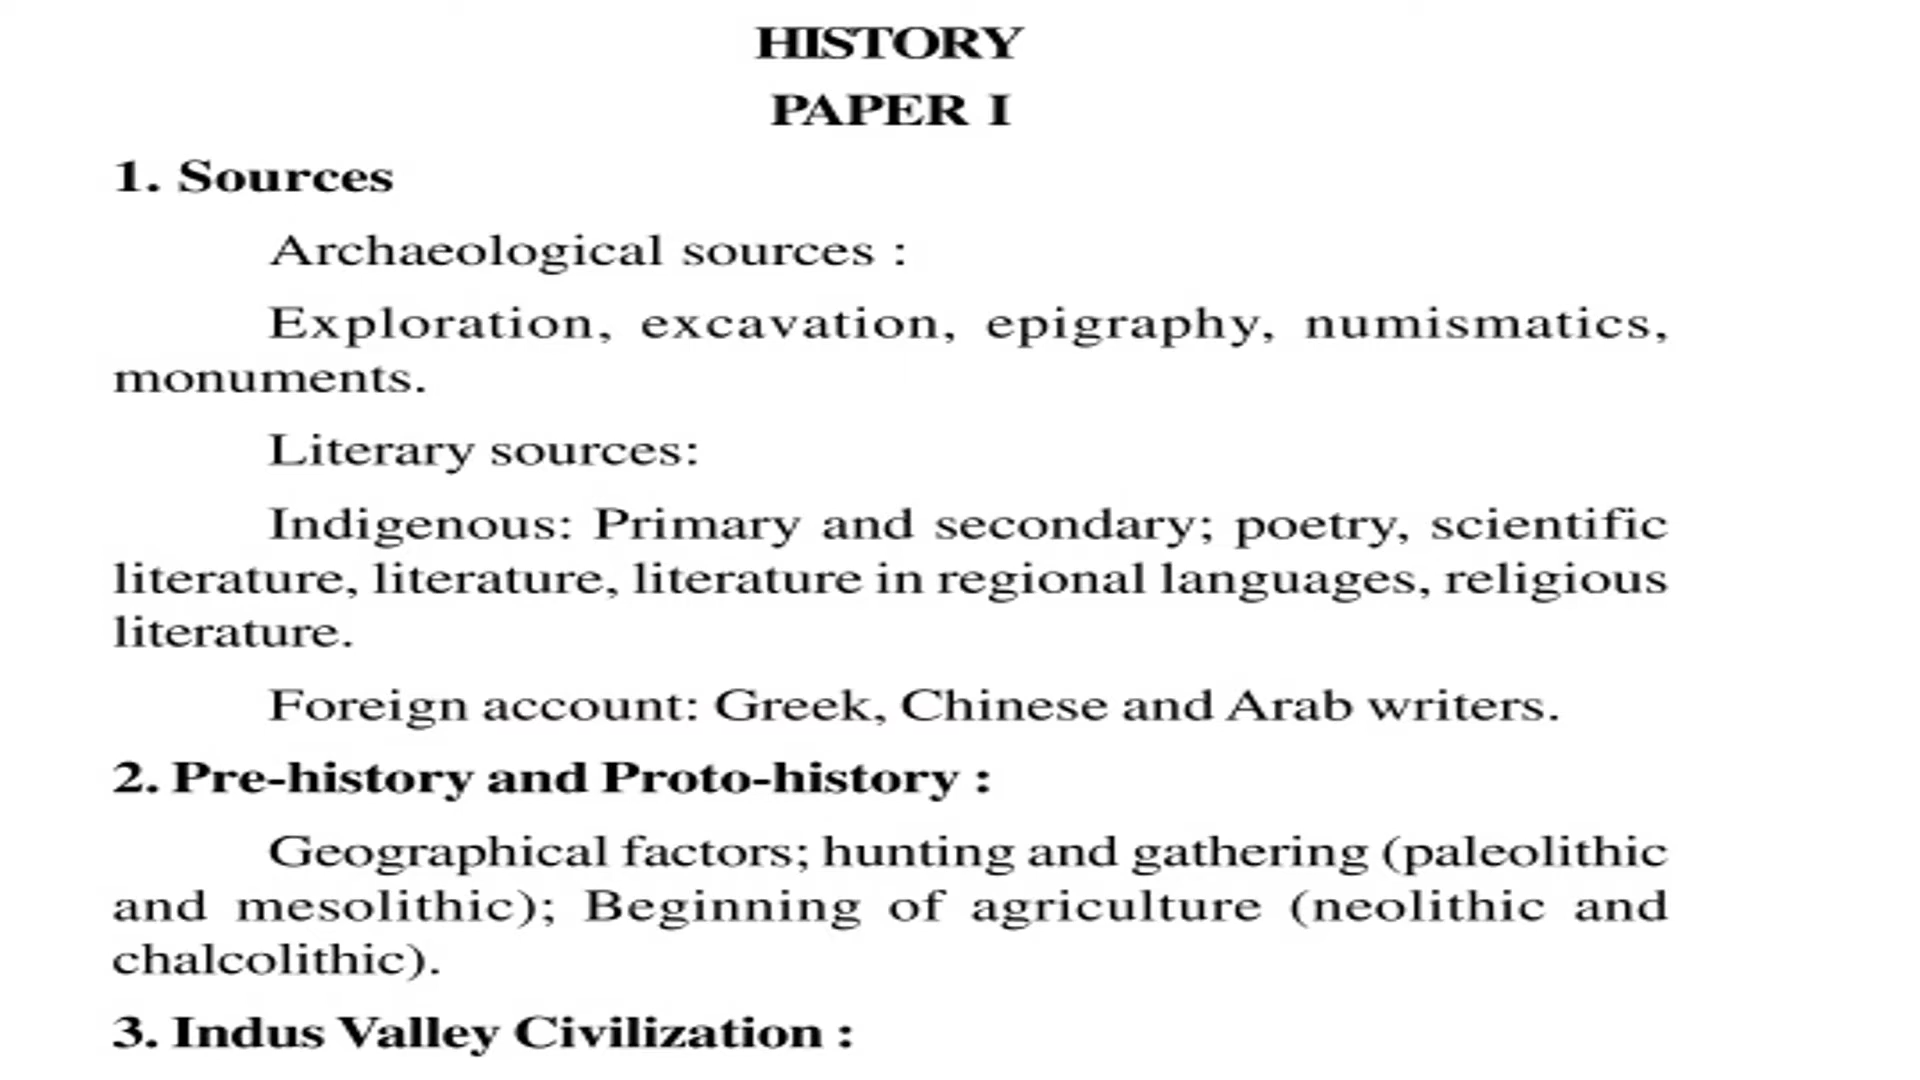 HISTORY
PAPER I
1. Sources
Archaeological sources :
Exploration, excavation, epigraphy, numismatics,
monuments.
Literary sources:
Indigenous: Primary and secondary; poetry, scientific
literature, literature, literature in regional languages, religious
literature.
Foreign account: Greek, Chinese and Arab writers.
2. Pre-history and Proto-history :
Geographical factors; hunting and gathering (paleolithic
and mesolithic); Beginning of agriculture (neolithic and
chalcolithic).
3. Indus Valley Civilization :